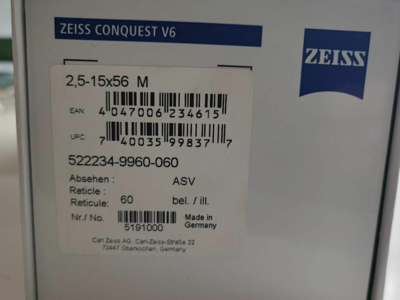 ZEISS CONQUEST V6
ZEISS
2,5-15x56 M
EAN:
4 047006 234615
UPC:
7 40035 99837 7
522234-9960-060
Absehen : ASV
Reticle :
Reticule: 60 bel. / ill.
Nr./ No. 5191000
Made in
Germany
Carl Zeiss AG, Carl-Zeiss-Straße 22
73447 Oberkochen, Germany